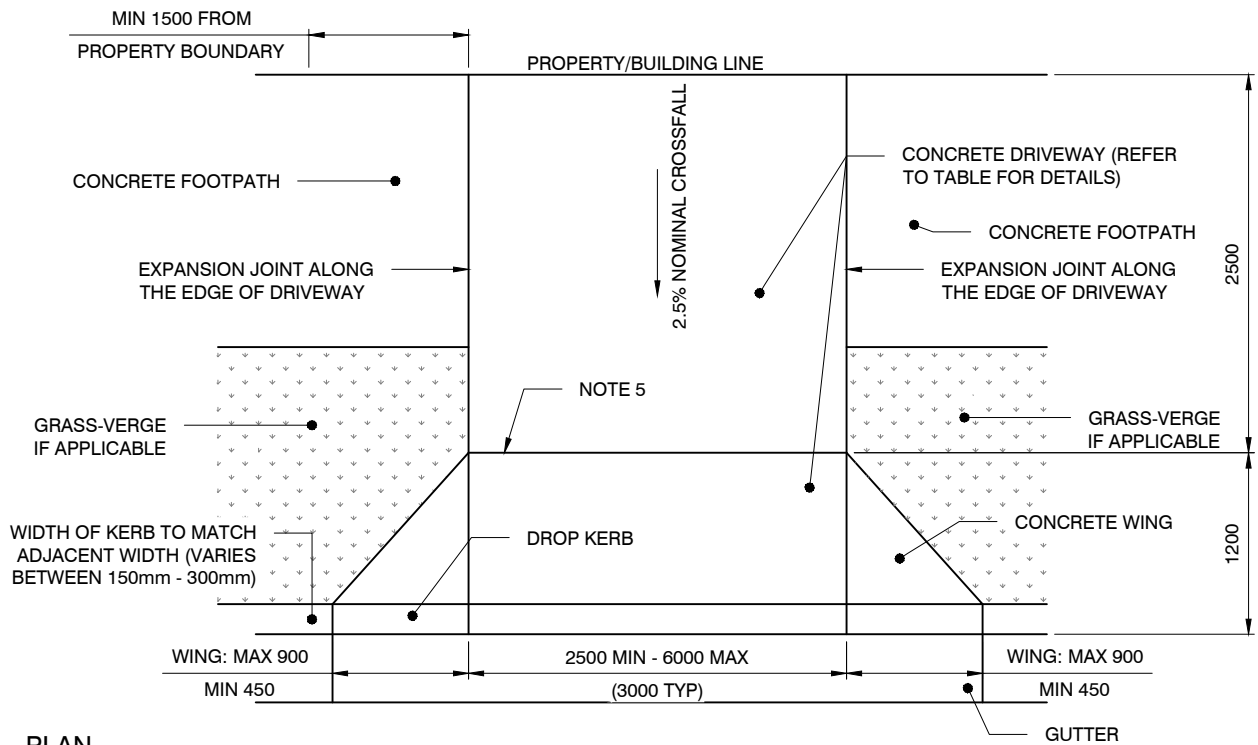 MIN 1500 FROM
PROPERTY BOUNDARY
PROPERTY/BUILDING LINE
2.5% NOMINAL CROSSFALL
CONCRETE DRIVEWAY (REFER
TO TABLE FOR DETAILS)
CONCRETE FOOTPATH
CONCRETE FOOTPATH
2500
EXPANSION JOINT ALONG
THE EDGE OF DRIVEWAY
EXPANSION JOINT ALONG
THE EDGE OF DRIVEWAY
NOTE 5
GRASS-VERGE
IF APPLICABLE
GRASS-VERGE
IF APPLICABLE
WIDTH OF KERB TO MATCH
ADJACENT WIDTH (VARIES
BETWEEN 150mm - 300mm)
DROP KERB
CONCRETE WING
1200
WING: MAX 900
MIN 450
2500 MIN - 6000 MAX
(3000 TYP)
WING: MAX 900
MIN 450
GUTTER
PLAN